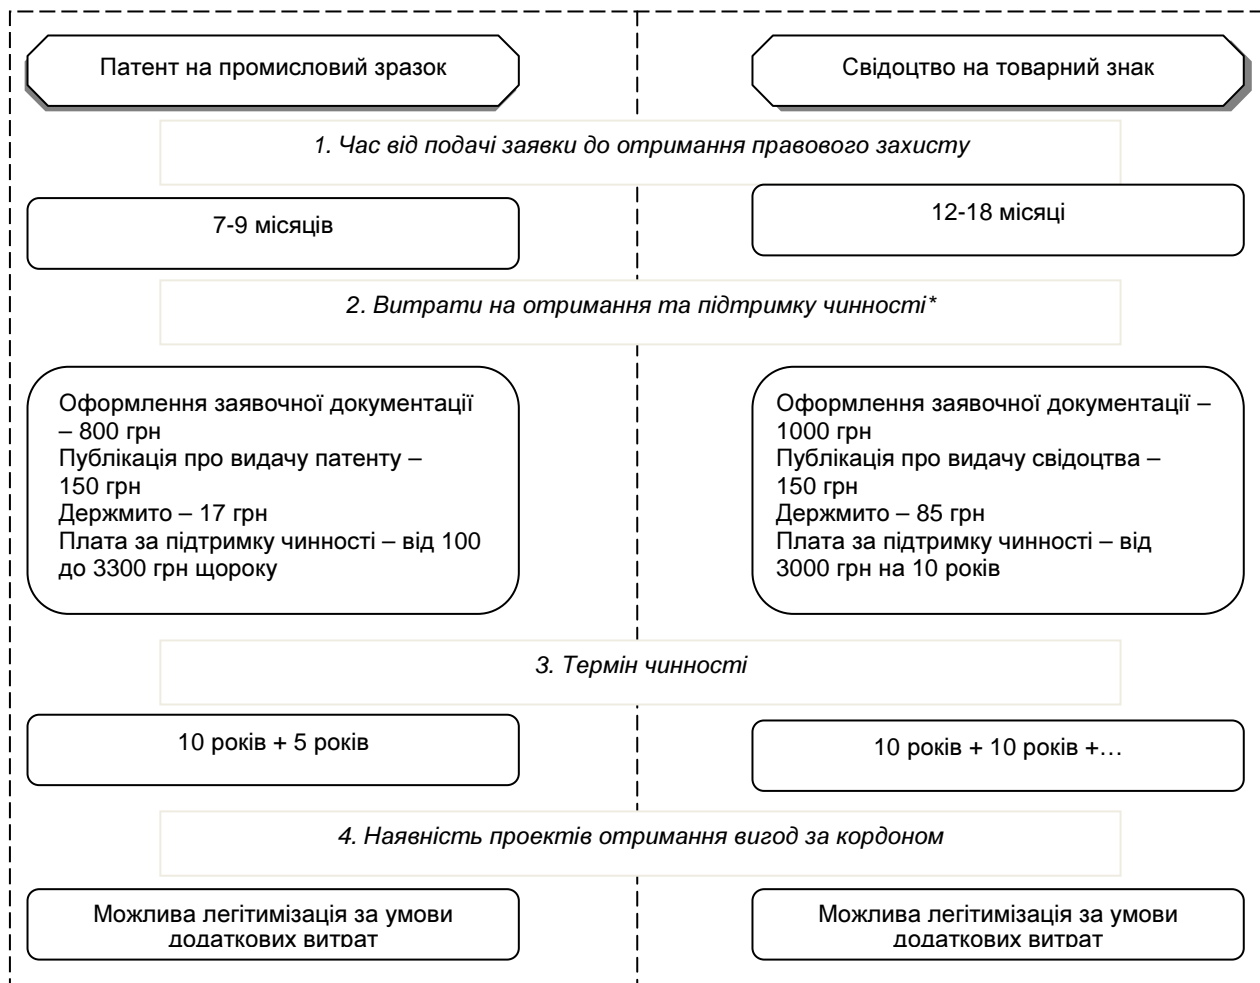 Патент на промисловий зразок
Свідоцтво на товарний знак
1. Час від подачі заявки до отримання правового захисту
7-9 місяців
12-18 місяці
2. Витрати на отримання та підтримку чинності*
Оформлення заявочної документації
– 800 грн
Публікація про видачу патенту –
150 грн
Держмито – 17 грн
Плата за підтримку чинності – від 100
до 3300 грн щороку
Оформлення заявочної документації –
1000 грн
Публікація про видачу свідоцтва –
150 грн
Держмито – 85 грн
Плата за підтримку чинності – від
3000 грн на 10 років
3. Термін чинності
10 років + 5 років
10 років + 10 років +…
4. Наявність проектів отримання вигод за кордоном
Можлива легітимізація за умови
додаткових витрат
Можлива легітимізація за умови
додаткових витрат